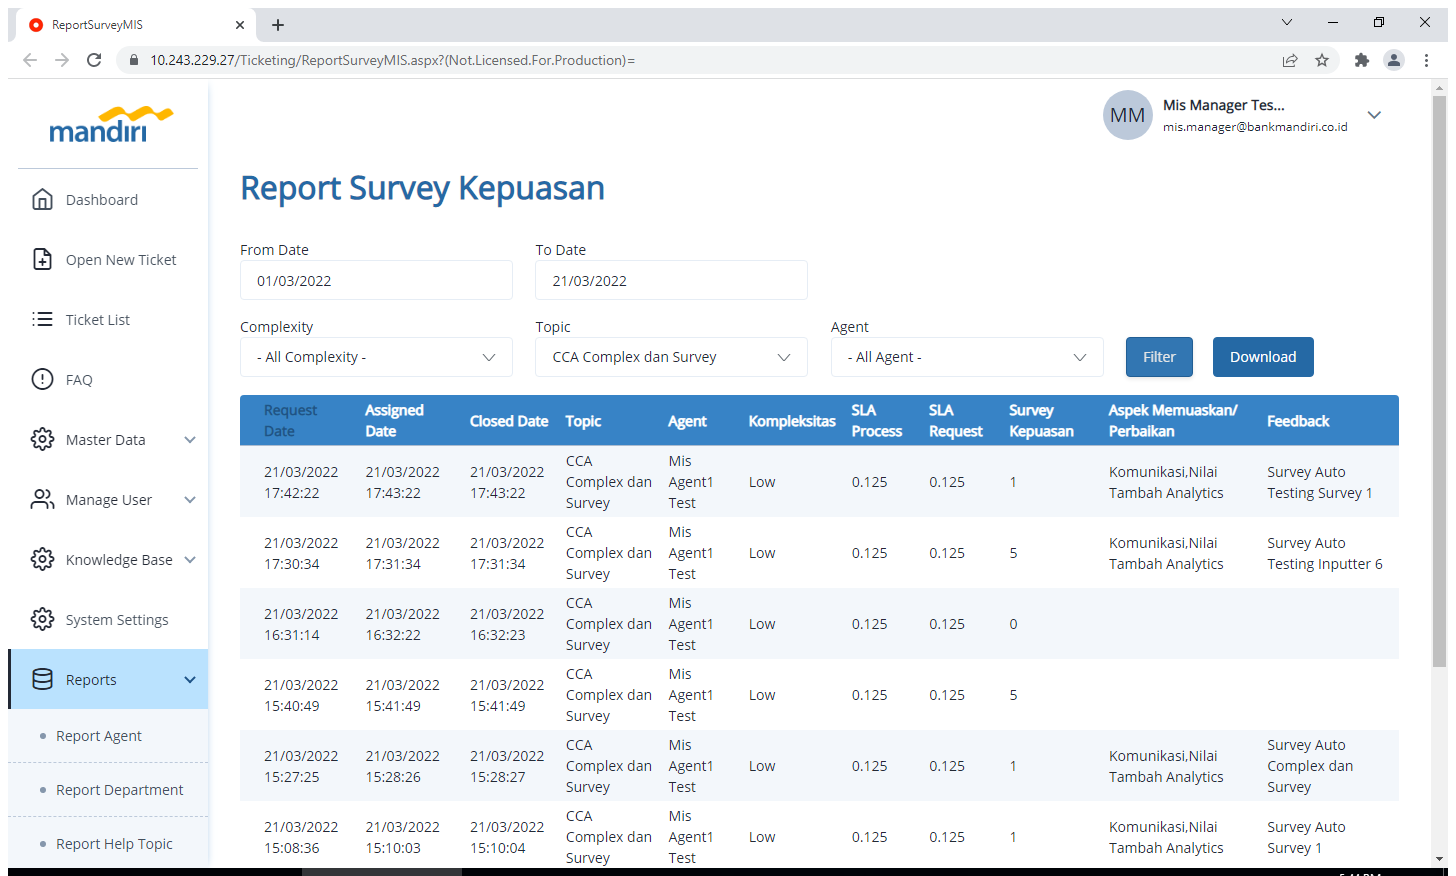 ReportSurveyMIS
10.243.229.27/Ticketing/ReportSurveyMIS.aspx?(Not.Licensed.For.Production)=
mandiri
MM
Mis Manager Tes...
mis.manager@bankmandiri.co.id
Dashboard
Open New Ticket
Ticket List
FAQ
Master Data
Manage User
Knowledge Base
System Settings
Reports
Report Agent
Report Department
Report Help Topic
Report Survey Kepuasan
From Date
To Date
01/03/2022
21/03/2022
Complexity
Topic
Agent
- All Complexity -
CCA Complex dan Survey
- All Agent -
Filter
Download
Request Date
Assigned Date
Closed Date
Topic
Agent
Kompleksitas
SLA Process
SLA Request
Survey Kepuasan
Aspek Memuaskan/ Perbaikan
Feedback
21/03/2022 17:42:22
21/03/2022 17:43:22
21/03/2022 17:43:22
CCA Complex dan Survey
Mis Agent1 Test
Low
0.125
0.125
1
Komunikasi,Nilai Tambah Analytics
Survey Auto Testing Survey 1
21/03/2022 17:30:34
21/03/2022 17:31:34
21/03/2022 17:31:34
CCA Complex dan Survey
Mis Agent1 Test
Low
0.125
0.125
5
Komunikasi,Nilai Tambah Analytics
Survey Auto Testing Inputter 6
21/03/2022 16:31:14
21/03/2022 16:32:22
21/03/2022 16:32:23
CCA Complex dan Survey
Mis Agent1 Test
Low
0.125
0.125
0
21/03/2022 15:40:49
21/03/2022 15:41:49
21/03/2022 15:41:49
CCA Complex dan Survey
Mis Agent1 Test
Low
0.125
0.125
5
21/03/2022 15:27:25
21/03/2022 15:28:26
21/03/2022 15:28:27
CCA Complex dan Survey
Mis Agent1 Test
Low
0.125
0.125
1
Komunikasi,Nilai Tambah Analytics
Survey Auto Complex dan Survey
21/03/2022 15:08:36
21/03/2022 15:10:03
21/03/2022 15:10:04
CCA Complex dan Survey
Mis Agent1 Test
Low
0.125
0.125
1
Komunikasi,Nilai Tambah Analytics
Survey Auto Survey 1